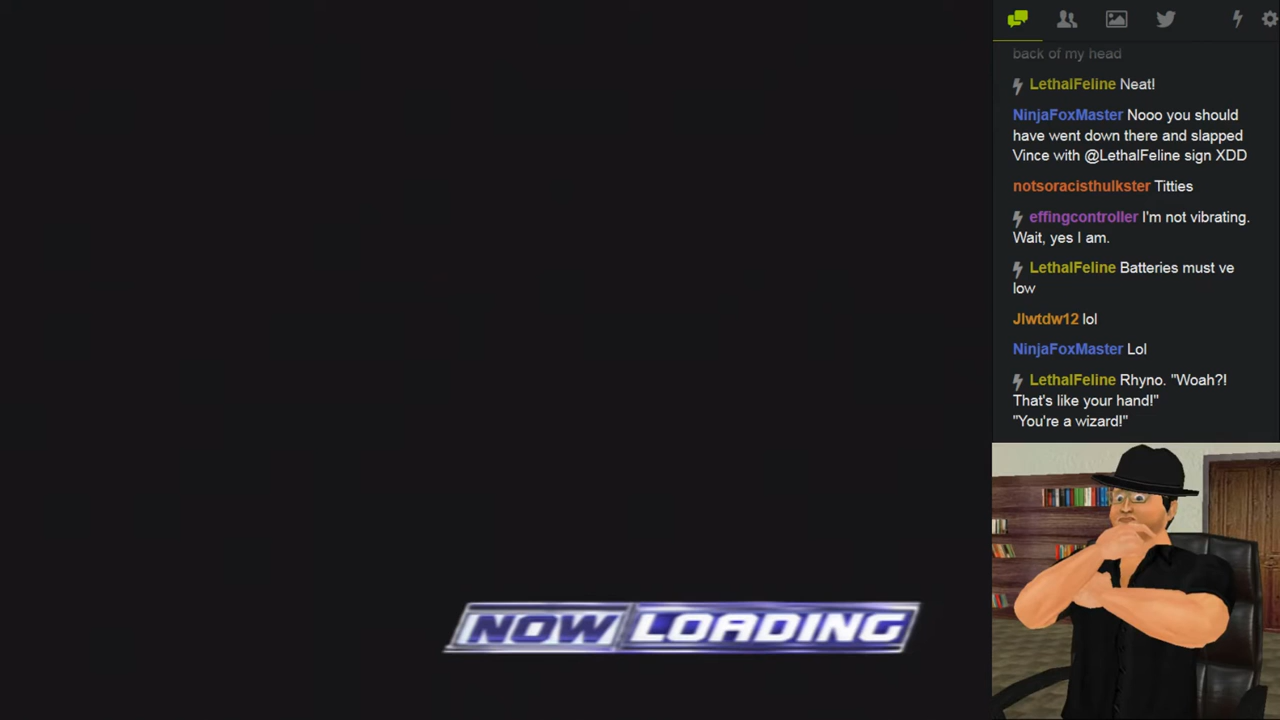 back of my head
LethalFeline Neat!
NinjaFoxMaster Nooo you should
have went down there and slapped
Vince with @LethalFeline sign XDD
notsoracisthulkster Titties
effingcontroller I'm not vibrating.
Wait, yes I am.
LethalFeline Batteries must ve
low
Jlwtdw12 lol
NinjaFoxMaster Lol
LethalFeline Rhyno. "Woah?!
That's like your hand!"
"You're a wizard!"
NOW LOADING